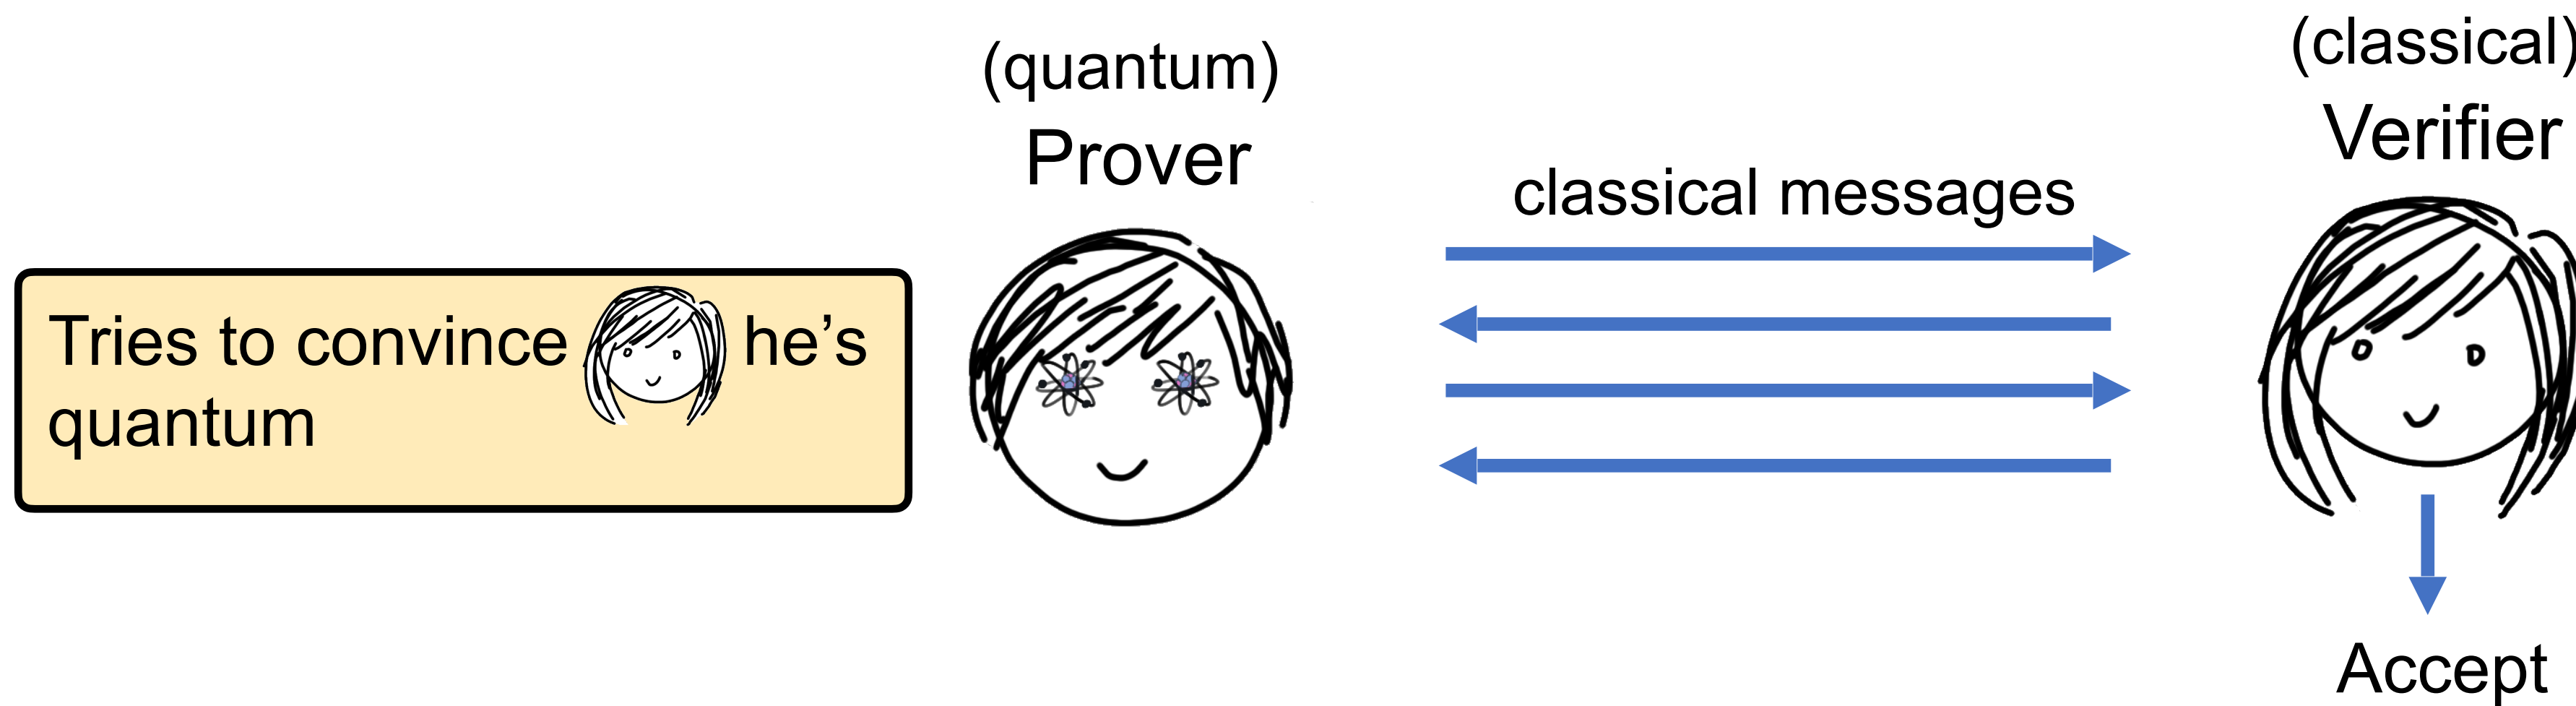 (quantum)
Prover
(classical)
Verifier
classical messages
Tries to convince he's
quantum
Accept